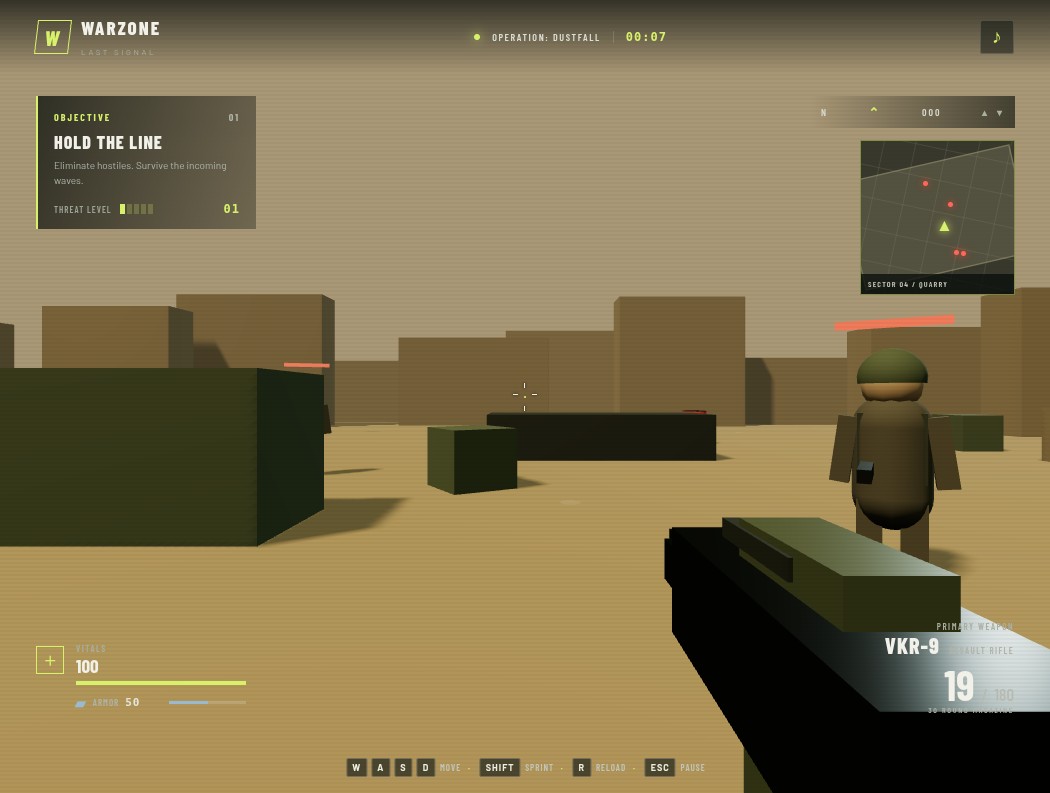 W WARZONE
LAST SIGNAL
OPERATION: DUSTFALL 00:07
♪
OBJECTIVE 01
HOLD THE LINE
Eliminate hostiles. Survive the incoming
waves.
THREAT LEVEL 01
N 000
SECTOR 04 / QUARRY
VITALS
100
ARMOR 50
PRIMARY WEAPON
VKR-9 ASSAULT RIFLE
19 / 180
30 ROUND MAGAZINE
W A S D MOVE - SHIFT SPRINT - R RELOAD - ESC PAUSE